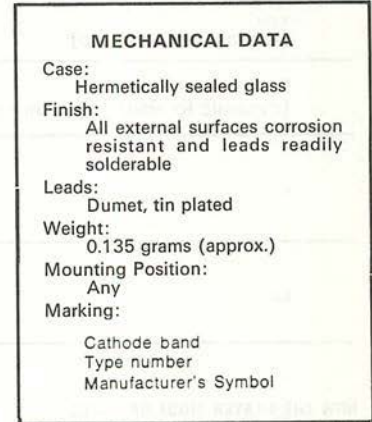 MECHANICAL DATA
Case:
Hermetically sealed glass
Finish:
All external surfaces corrosion
resistant and leads readily
solderable
Leads:
Dumet, tin plated
Weight:
0.135 grams (approx.)
Mounting Position:
Any
Marking:
Cathode band
Type number
Manufacturer's Symbol